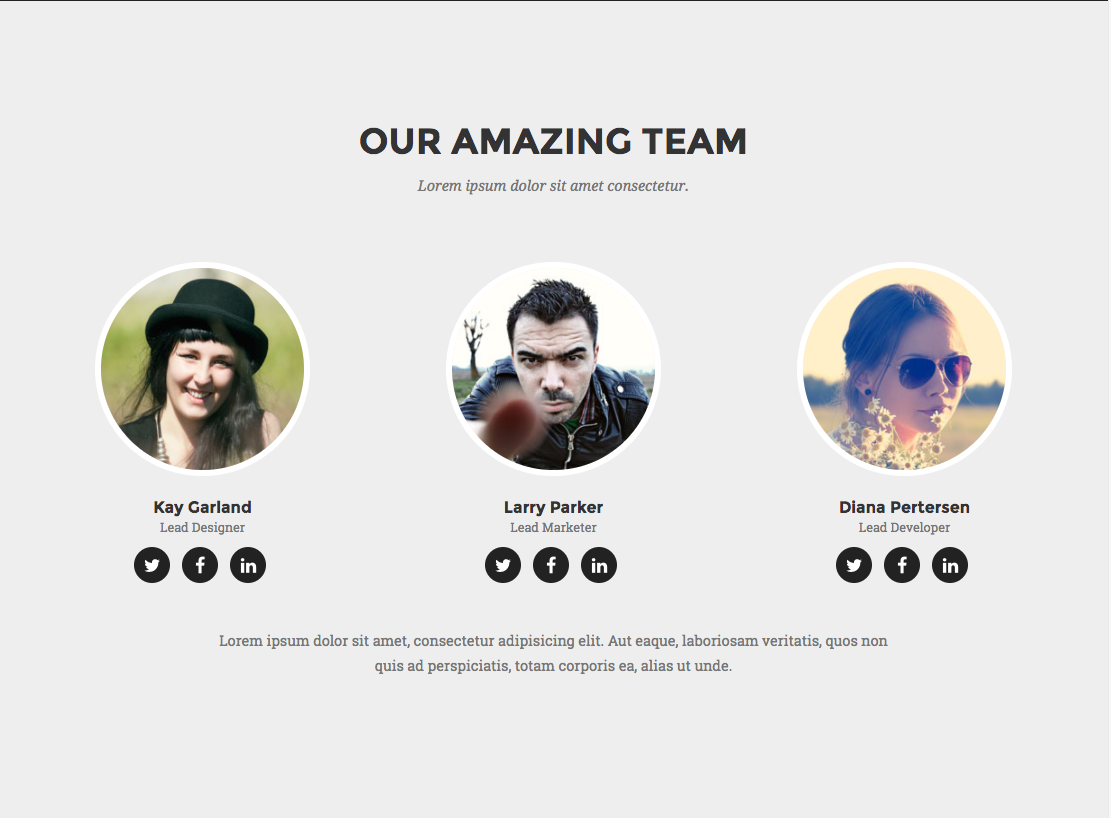 OUR AMAZING TEAM
Lorem ipsum dolor sit amet consectetur.
Kay Garland
Lead Designer
Larry Parker
Lead Marketer
Diana Pertersen
Lead Developer
Lorem ipsum dolor sit amet, consectetur adipisicing elit. Aut eaque, laboriosam veritatis, quos non
quis ad perspiciatis, totam corporis ea, alias ut unde.